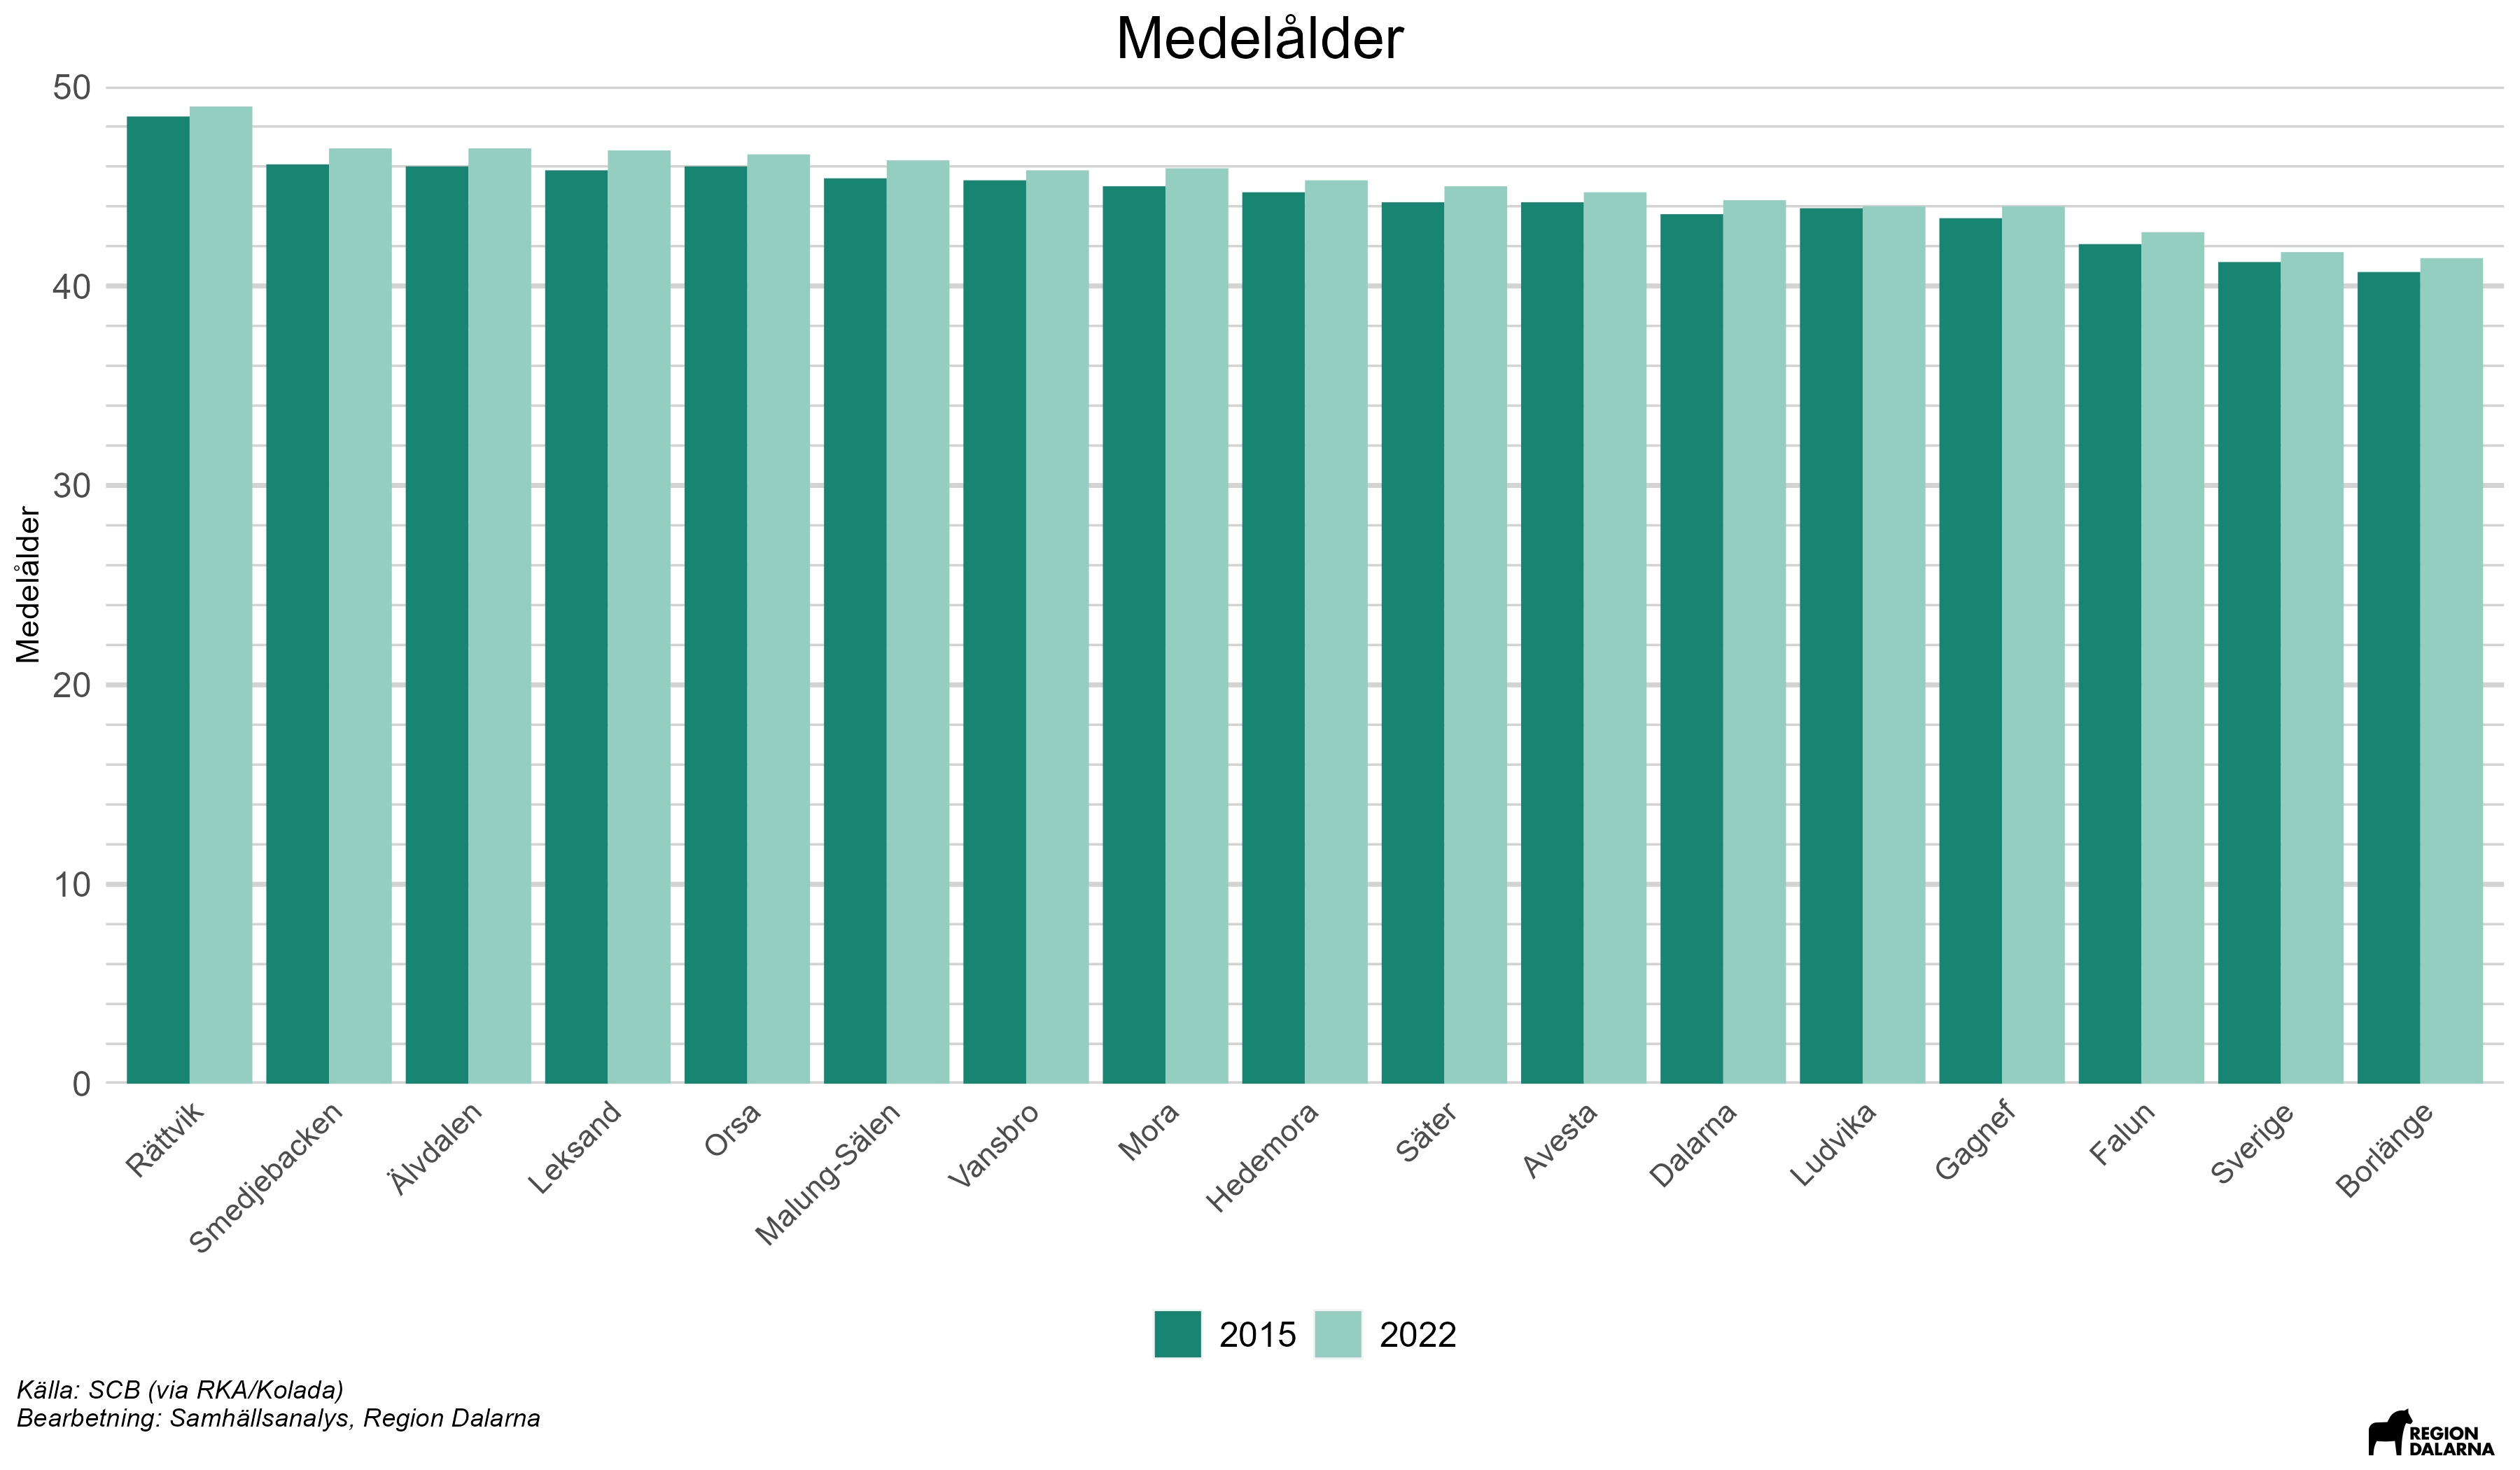 Medelålder
Medelålder
50
40
30
20
10
0
Rättvik
Smedjebacken
Älvdalen
Leksand
Orsa
Malung-Sälen
Vansbro
Mora
Hedemora
Säter
Avesta
Dalarna
Ludvika
Gagnef
Falun
Sverige
Borlänge
2015
2022
Källa: SCB (via RKA/Kolada)
Bearbetning: Samhällsanalys, Region Dalarna
REGION
DALARNA